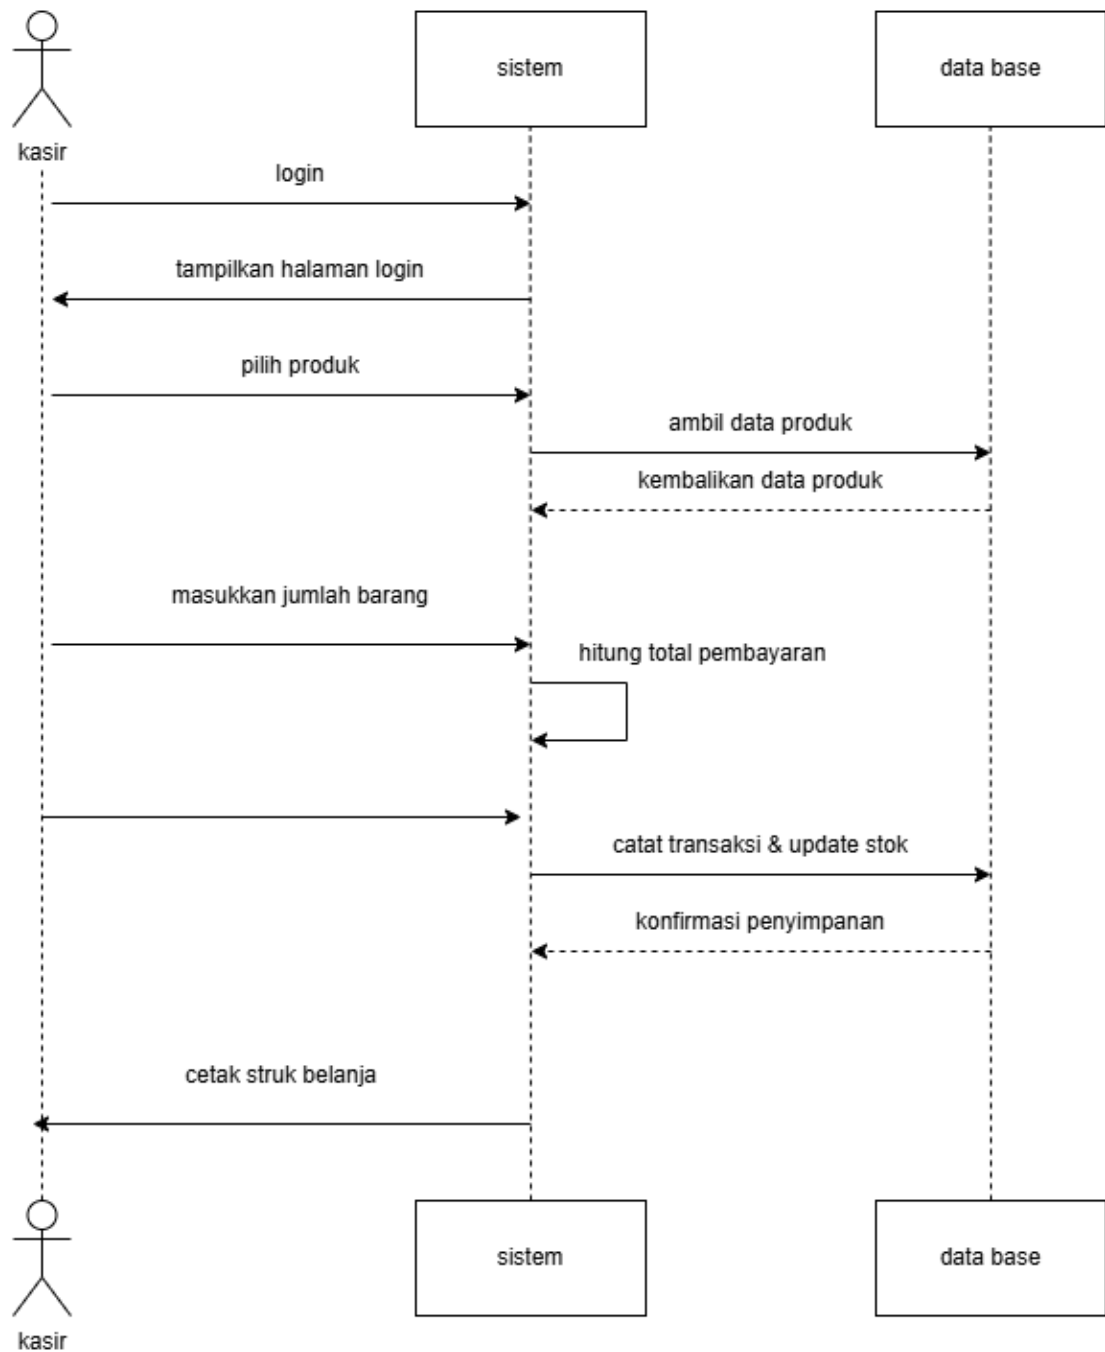 sistem
data base
kasir
login
tampilkan halaman login
pilih produk
ambil data produk
kembalikan data produk
masukkan jumlah barang
hitung total pembayaran
catat transaksi & update stok
konfirmasi penyimpanan
cetak struk belanja
sistem
data base
kasir